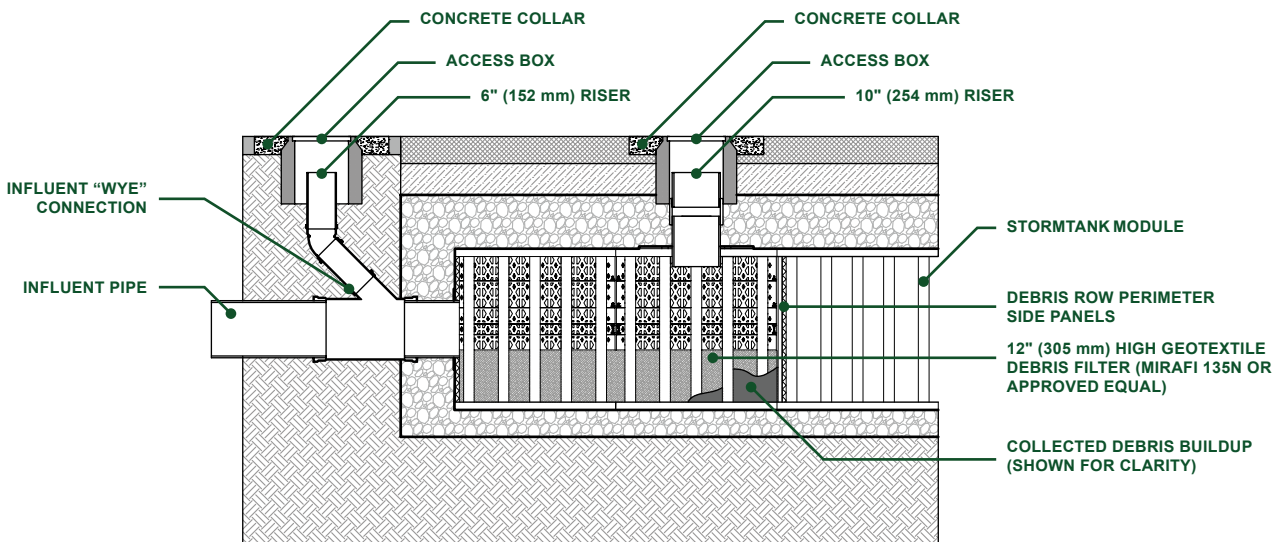 CONCRETE COLLAR
ACCESS BOX
6" (152 mm) RISER
CONCRETE COLLAR
ACCESS BOX
10" (254 mm) RISER
INFLUENT “WYE”
CONNECTION
INFLUENT PIPE
STORMTANK MODULE
DEBRIS ROW PERIMETER
SIDE PANELS
12" (305 mm) HIGH GEOTEXTILE
DEBRIS FILTER (MIRAFI 135N OR
APPROVED EQUAL)
COLLECTED DEBRIS BUILDUP
(SHOWN FOR CLARITY)